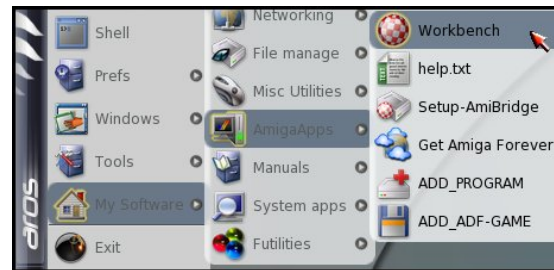 aros
Shell
Prefs
Windows
Tools
My Software
Exit
Networking
File manage
Misc Utilities
AmigaApps
Manuals
System apps
Futilities
Workbench
help.txt
Setup-AmiBridge
Get Amiga Forever
ADD_PROGRAM
ADD_ADF-GAME